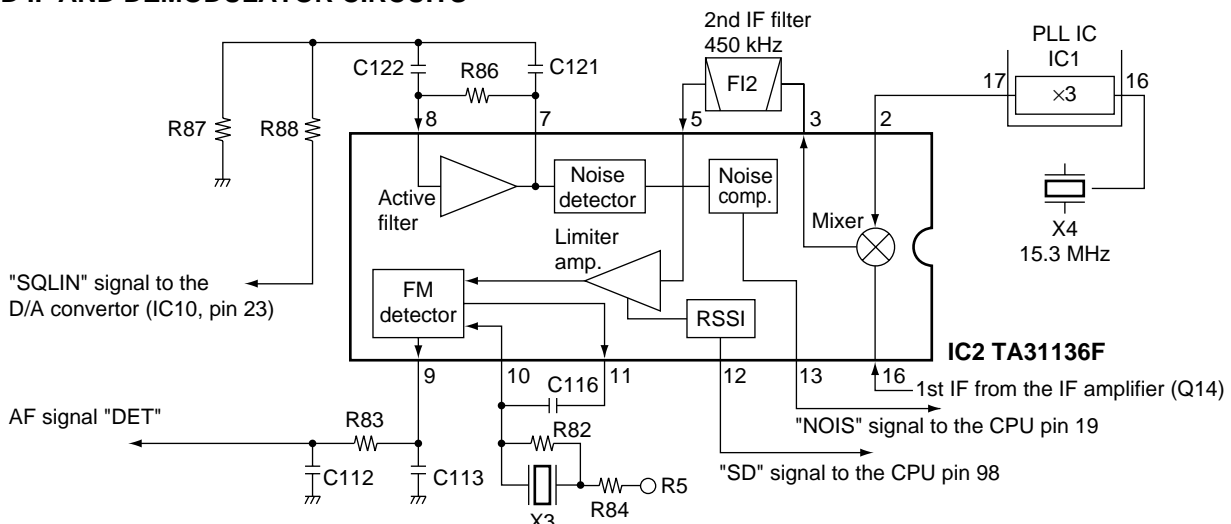 2nd IF filter
450 kHz
PLL IC
IC1
C122
R86
C121
FI2
17
×3
16
R87
R88
8
7
5
3
2
Active
filter
Noise
detector
Noise
comp.
Mixer
X4
15.3 MHz
Limiter
amp.
"SQLIN" signal to the
D/A convertor (IC10, pin 23)
FM
detector
RSSI
IC2 TA31136F
9
10
11
12
13
16
1st IF from the IF amplifier (Q14)
C116
AF signal "DET"
R83
R82
"NOIS" signal to the CPU pin 19
C112
C113
"SD" signal to the CPU pin 98
R5
R84
X3